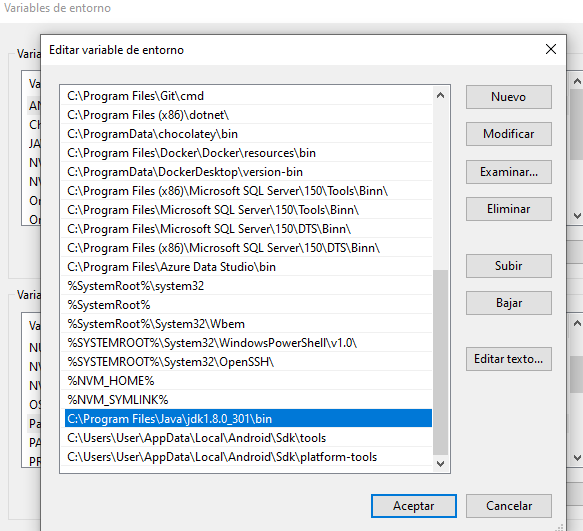 Variables de entorno
Editar variable de entorno
Varia
Va
AN
Ch
JA
NV
NV
On
On
C:\Program Files\Git\cmd
C:\Program Files (x86)\dotnet\
C:\ProgramData\chocolatey\bin
C:\Program Files\Docker\Docker\resources\bin
C:\ProgramData\DockerDesktop\version-bin
C:\Program Files (x86)\Microsoft SQL Server\150\Tools\Binn\
C:\Program Files\Microsoft SQL Server\150\Tools\Binn\
C:\Program Files\Microsoft SQL Server\150\DTS\Binn\
C:\Program Files (x86)\Microsoft SQL Server\150\DTS\Binn\
C:\Program Files\Azure Data Studio\bin
%SystemRoot%\system32
%SystemRoot%
%SystemRoot%\System32\Wbem
%SYSTEMROOT%\System32\WindowsPowerShell\v1.0\
%SYSTEMROOT%\System32\OpenSSH\
%NVM_HOME%
%NVM_SYMLINK%
C:\Program Files\Java\jdk1.8.0_301\bin
C:\Users\User\AppData\Local\Android\Sdk\tools
C:\Users\User\AppData\Local\Android\Sdk\platform-tools
Nuevo
Modificar
Examinar...
Eliminar
Subir
Bajar
Editar texto...
Varia
Va
NU
NV
NV
OS
Pa
PA
PR
Aceptar
Cancelar